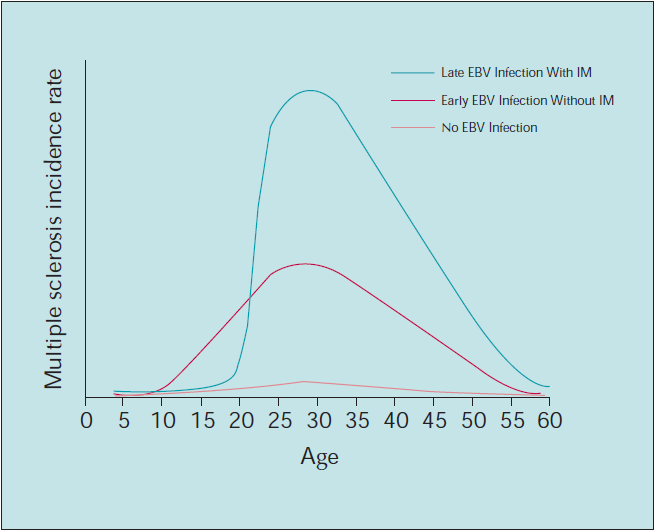 Late EBV Infection With IM
Early EBV Infection Without IM
No EBV Infection
Multiple sclerosis incidence rate
0 5 10 15 20 25 30 35 40 45 50 55 60
Age